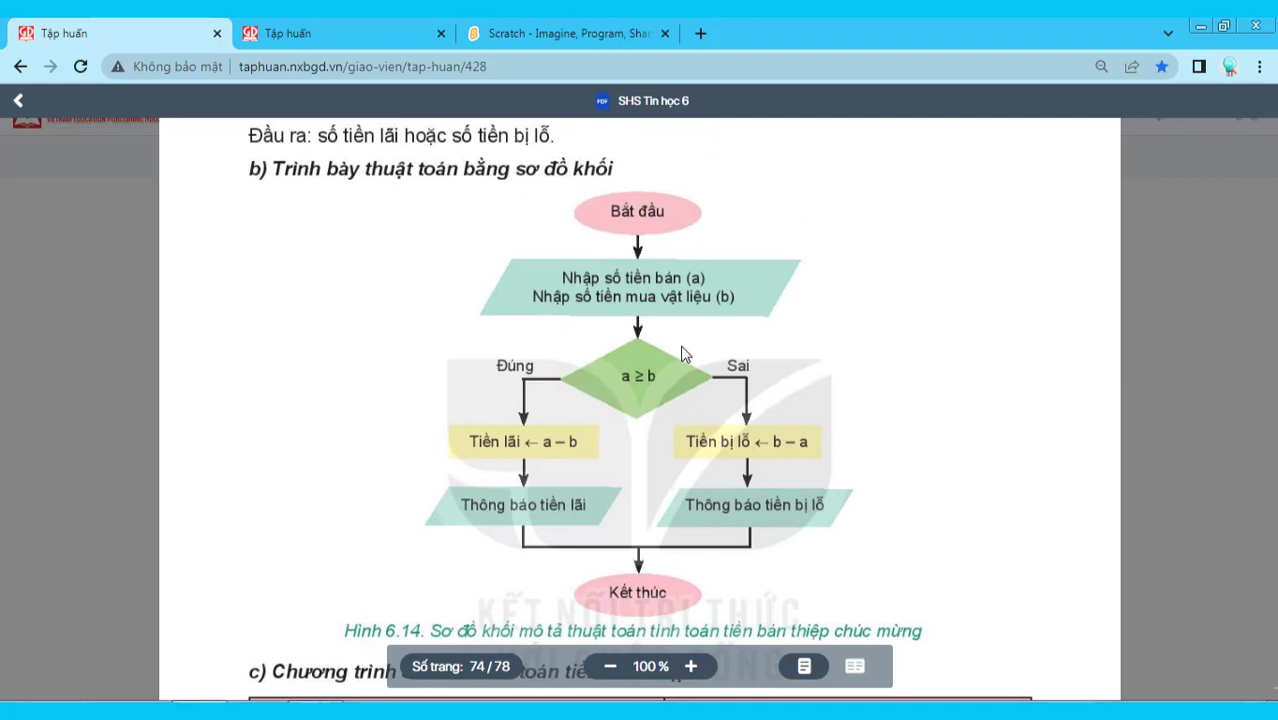 Tập huấn
Tập huấn
Scratch - Imagine, Program, Shar
Không bảo mật
taphuan.nxbgd.vn/giao-vien/tap-huan/428
PDF
SHS Tin học 6
Đầu ra: số tiền lãi hoặc số tiền bị lỗ.
b) Trình bày thuật toán bằng sơ đồ khối
Bắt đầu
Nhập số tiền bán (a)
Nhập số tiền mua vật liệu (b)
Đúng
a ≥ b
Sai
Tiền lãi ← a – b
Tiền bị lỗ ← b – a
Thông báo tiền lãi
Thông báo tiền bị lỗ
Kết thúc
KẾT NỐI TRI THỨC
Hình 6.14. Sơ đồ khối mô tả thuật toán tính toán tiền bán thiệp chúc mừng
c) Chương trình
Số trang: 74 / 78
100 %